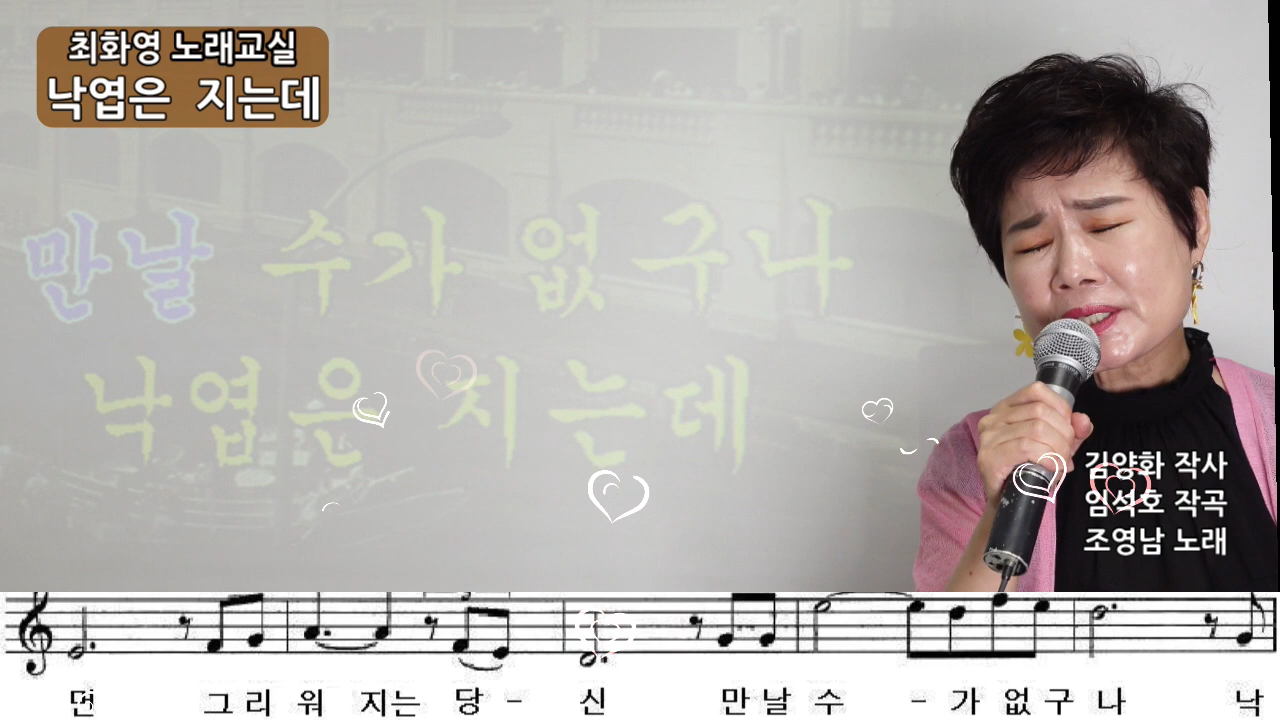 최화영 노래교실
낙엽은 지는데
만날 수가 없구나
낙엽은 지는데
김양화 작사
임석호 작곡
조영남 노래
면 그리워 지는 당 - 신 만날 수 - 가 없 구 나 낙